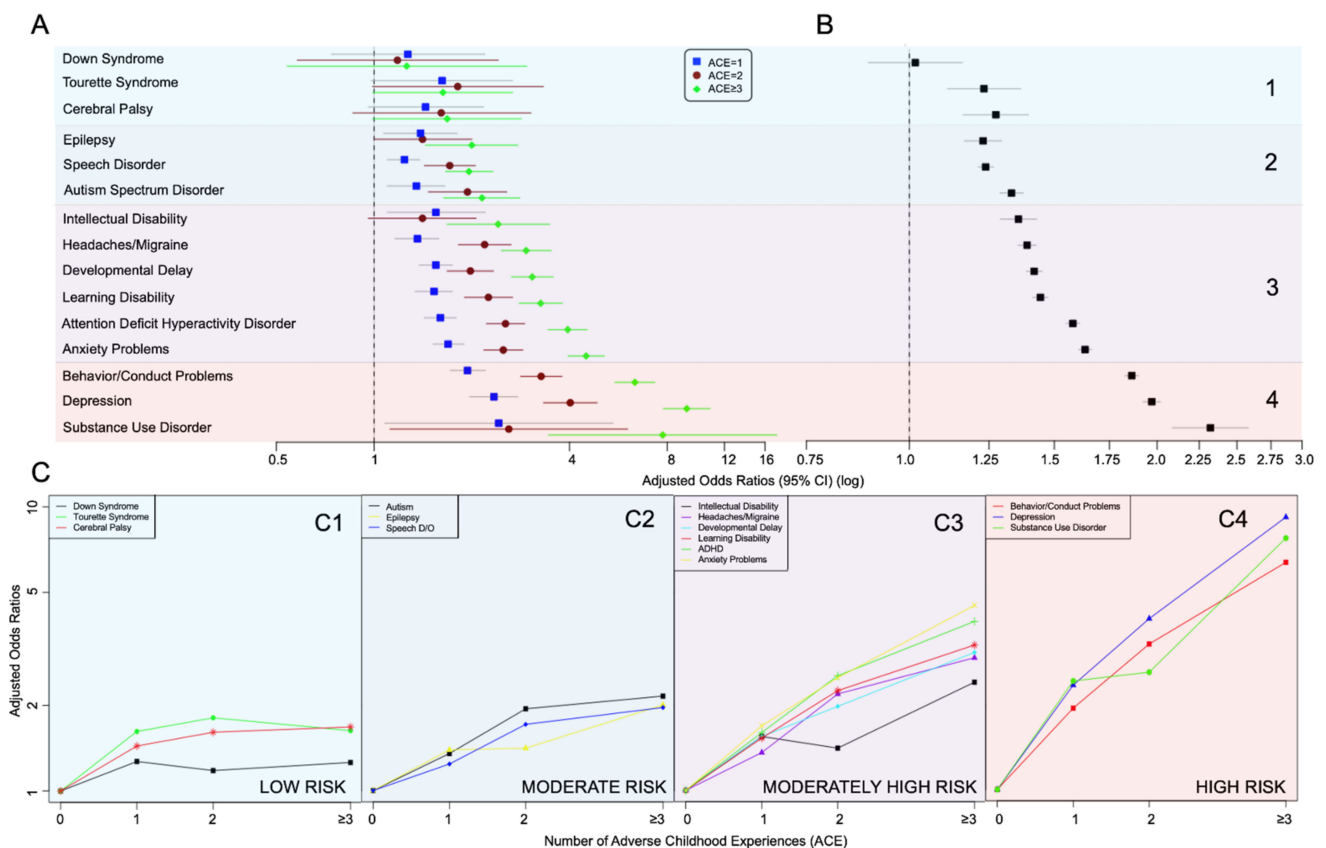 A
B
Down Syndrome
Tourette Syndrome
Cerebral Palsy
Epilepsy
Speech Disorder
Autism Spectrum Disorder
Intellectual Disability
Headaches/Migraine
Developmental Delay
Learning Disability
Attention Deficit Hyperactivity Disorder
Anxiety Problems
Behavior/Conduct Problems
Depression
Substance Use Disorder
ACE=1
ACE=2
ACE≥3
1
2
3
4
0.5 1 4 8 12 16
0.75 1.0 1.25 1.5 1.75 2.0 2.25 2.5 3.0
Adjusted Odds Ratios (95% CI) (log)
C
Adjusted Odds Ratios
10
5
2
1
Down Syndrome
Tourette Syndrome
Cerebral Palsy
C1
LOW RISK
0 1 2 ≥3
Autism
Epilepsy
Speech D/O
C2
MODERATE RISK
0 1 2 ≥3
Intellectual Disability
Headaches/Migraine
Developmental Delay
Learning Disability
ADHD
Anxiety Problems
C3
MODERATELY HIGH RISK
0 1 2 ≥3
Behavior/Conduct Problems
Depression
Substance Use Disorder
C4
HIGH RISK
0 1 2 ≥3
Number of Adverse Childhood Experiences (ACE)